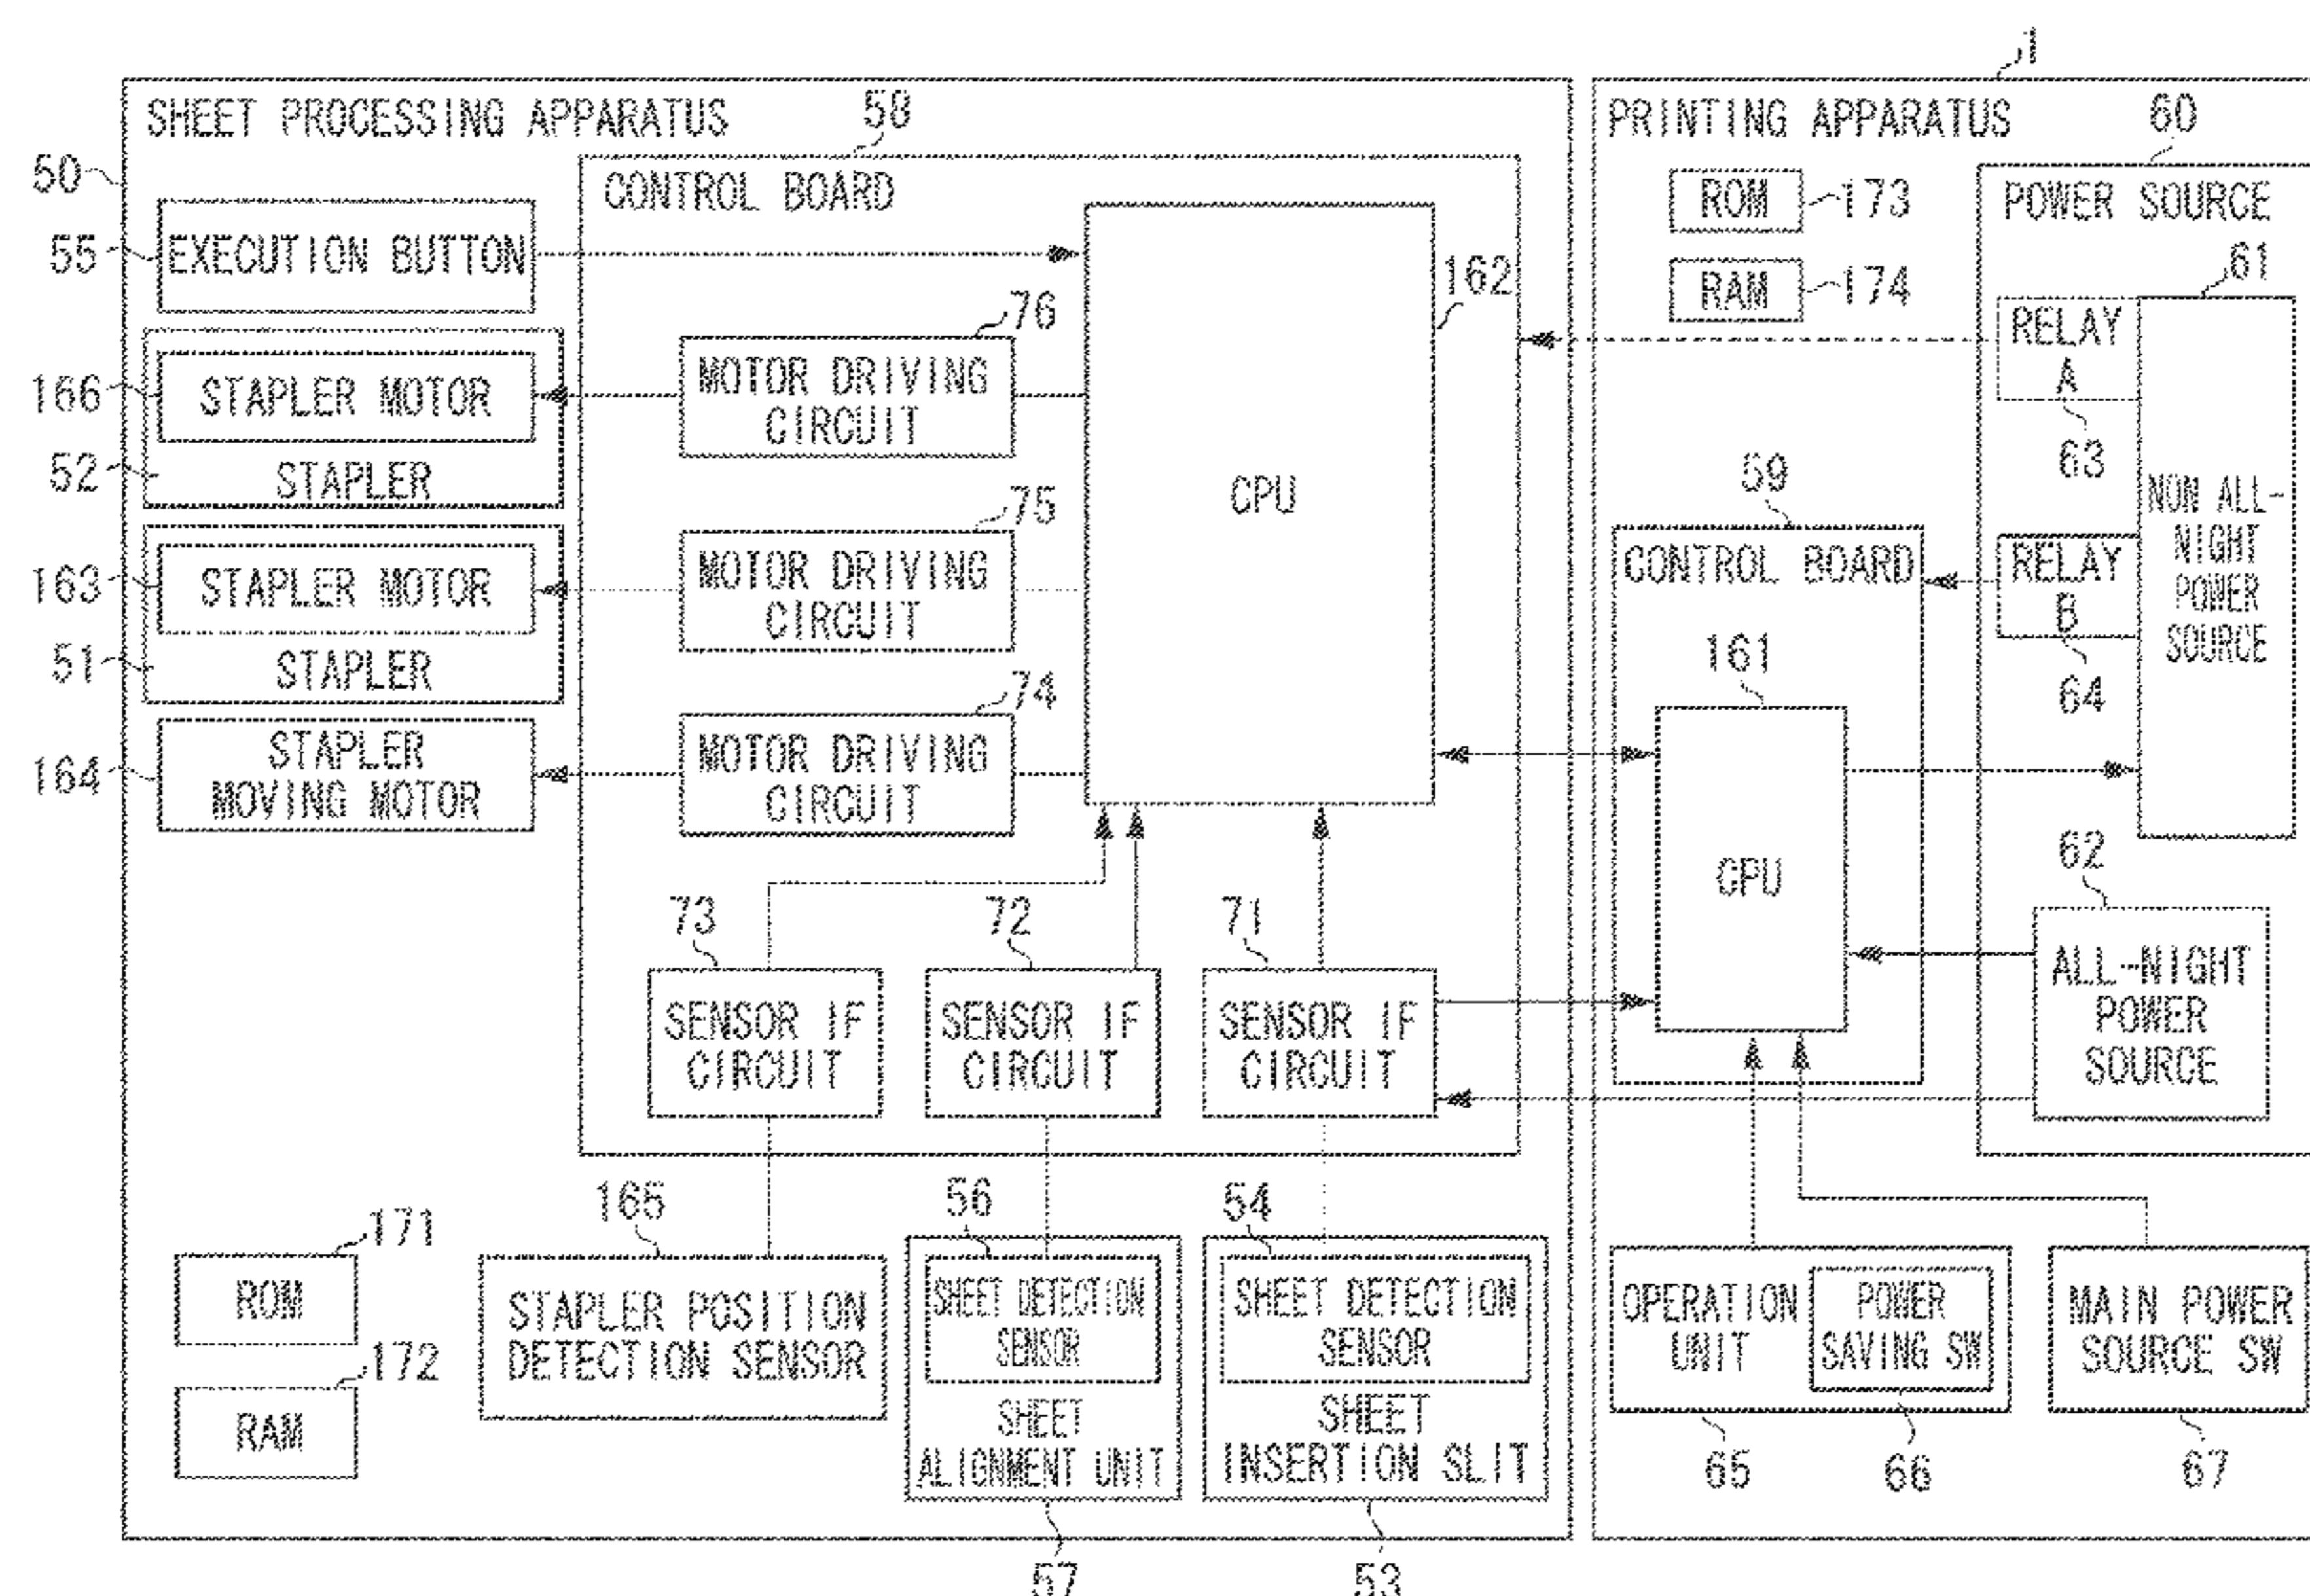 1
SHEET PROCESSING APPARATUS
58
PRINTING APPARATUS
60
50
CONTROL BOARD
ROM
173
POWER SOURCE
55
EXECUTION BUTTON
162
RAM
174
61
76
RELAY
A
63
166
STAPLER MOTOR
MOTOR DRIVING
CIRCUIT
52
STAPLER
CPU
59
NON ALL-
NIGHT
POWER
SOURCE
75
163
STAPLER MOTOR
MOTOR DRIVING
CIRCUIT
CONTROL BOARD
RELAY
B
64
51
STAPLER
161
74
164
STAPLER
MOVING MOTOR
MOTOR DRIVING
CIRCUIT
CPU
62
73
72
71
ALL-NIGHT
POWER
SOURCE
SENSOR IF
CIRCUIT
SENSOR IF
CIRCUIT
SENSOR IF
CIRCUIT
171
165
56
54
ROM
172
RAM
STAPLER POSITION
DETECTION SENSOR
SHEET DETECTION
SENSOR
SHEET
ALIGNMENT UNIT
SHEET DETECTION
SENSOR
SHEET
INSERTION SLIT
OPERATION
UNIT
POWER
SAVING SW
MAIN POWER
SOURCE SW
65
66
67
57
53